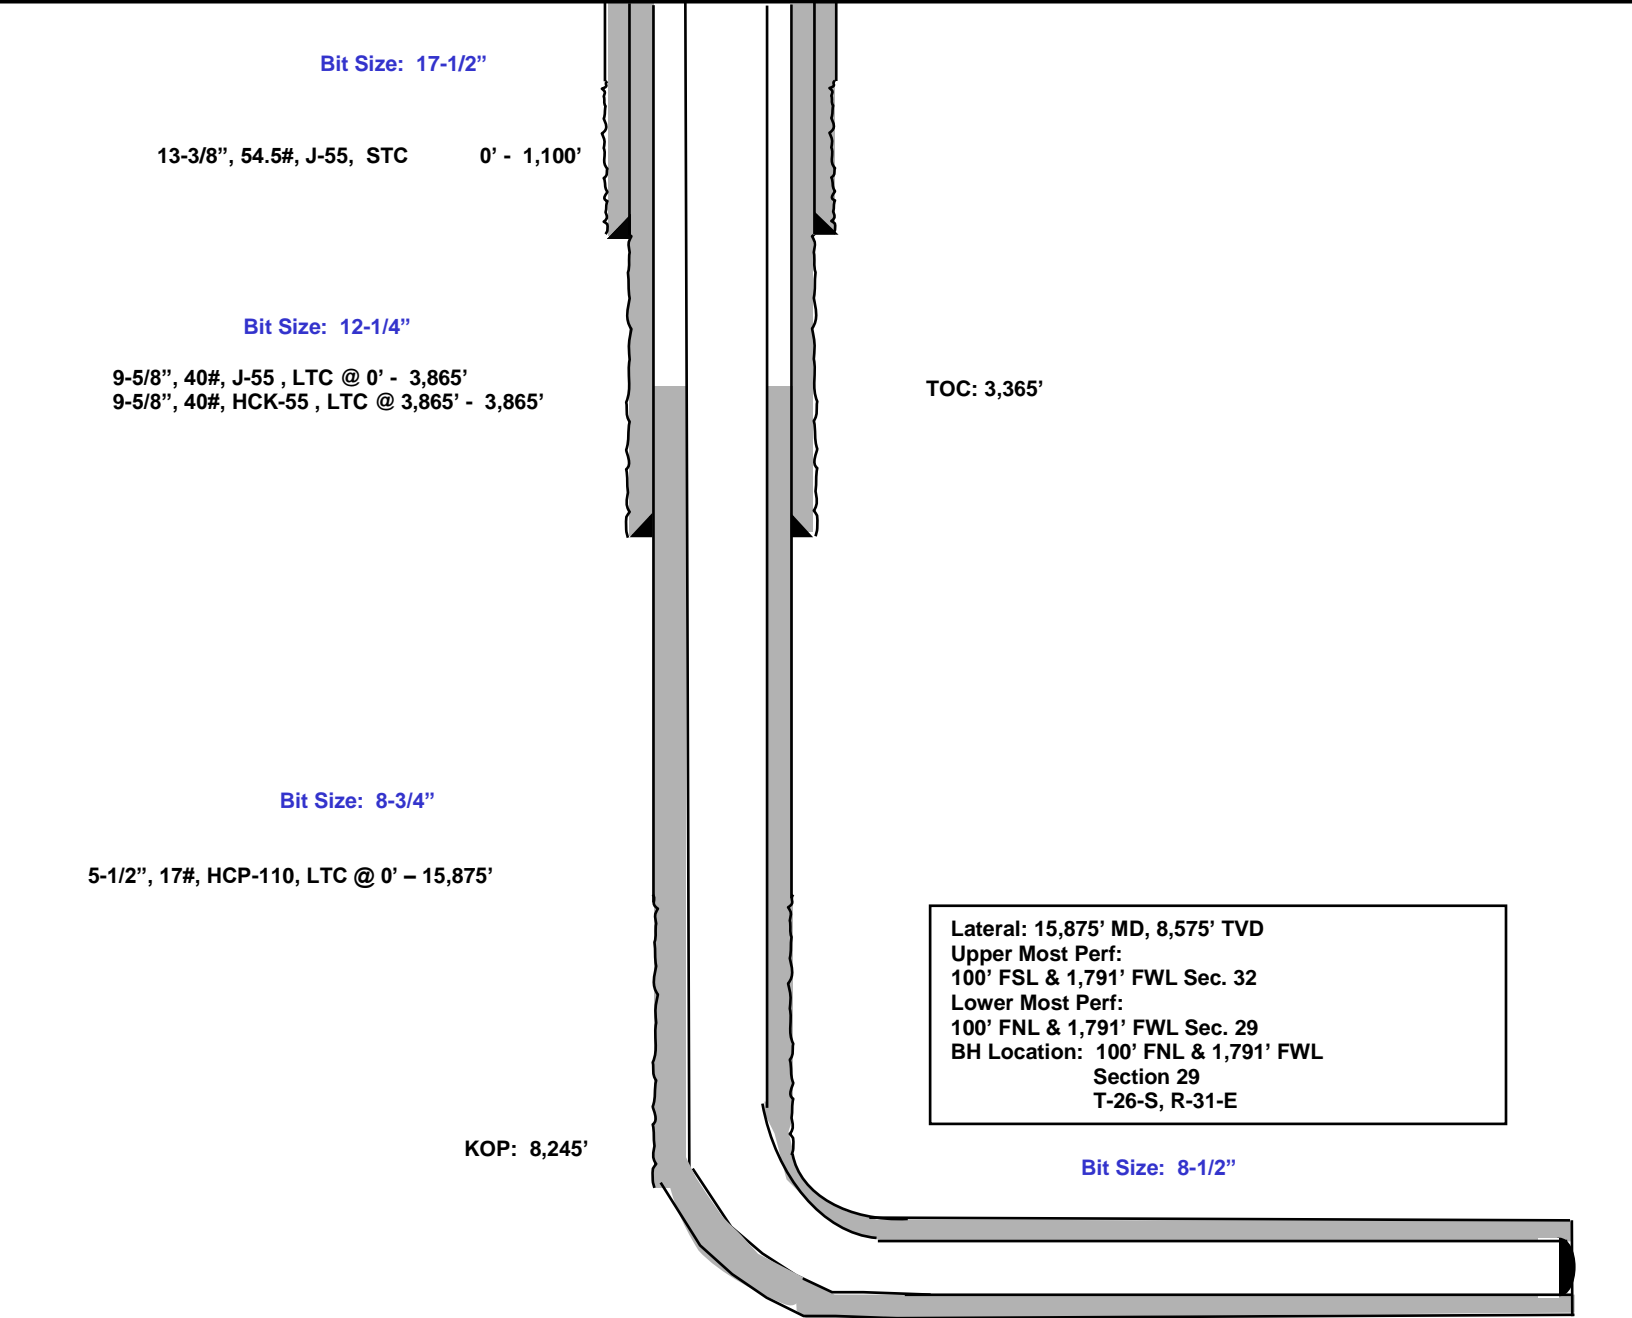 Bit Size: 17-1/2”
13-3/8”, 54.5#, J-55, STC 0’ - 1,100’
Bit Size: 12-1/4”
9-5/8”, 40#, J-55 , LTC @ 0’ - 3,865’
9-5/8”, 40#, HCK-55 , LTC @ 3,865’ - 3,865’
TOC: 3,365’
Bit Size: 8-3/4”
5-1/2”, 17#, HCP-110, LTC @ 0’ – 15,875’
Lateral: 15,875’ MD, 8,575’ TVD
Upper Most Perf:
100’ FSL & 1,791’ FWL Sec. 32
Lower Most Perf:
100’ FNL & 1,791’ FWL Sec. 29
BH Location: 100’ FNL & 1,791’ FWL
Section 29
T-26-S, R-31-E
KOP: 8,245’
Bit Size: 8-1/2”